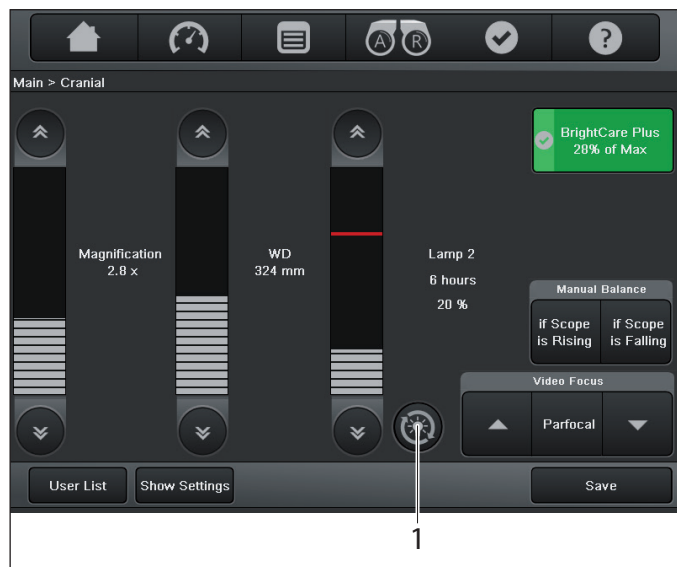 A R
?
Main > Cranial
BrightCare Plus
28% of Max
Magnification
2.8 x
WD
324 mm
Lamp 2
6 hours
20 %
Manual Balance
if Scope
is Rising
if Scope
is Falling
Video Focus
Parfocal
User List
Show Settings
Save
1